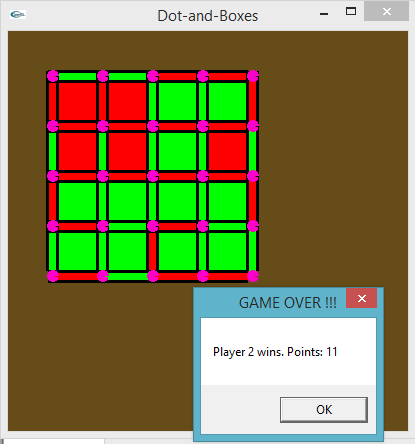 Dot-and-Boxes
GAME OVER !!!
Player 2 wins. Points: 11
OK